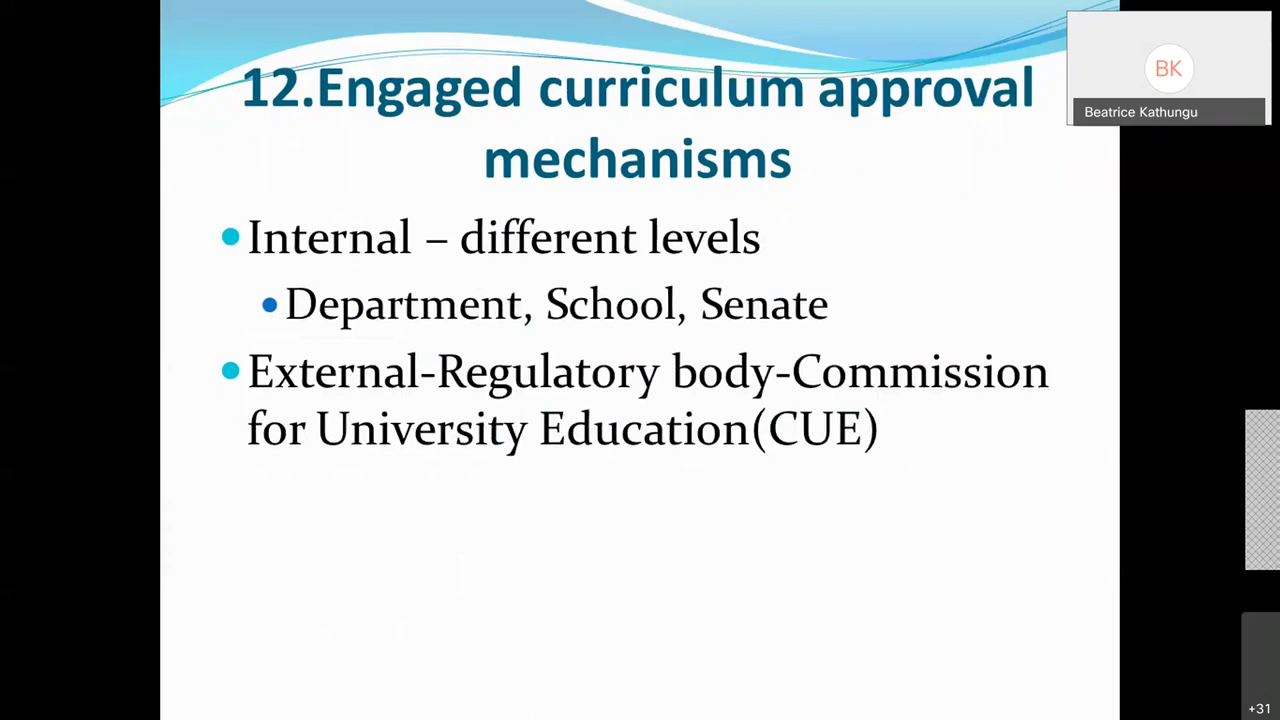 12.Engaged curriculum approval
mechanisms
BK
Beatrice Kathungu
Internal – different levels
Department, School, Senate
External-Regulatory body-Commission
for University Education(CUE)
+31